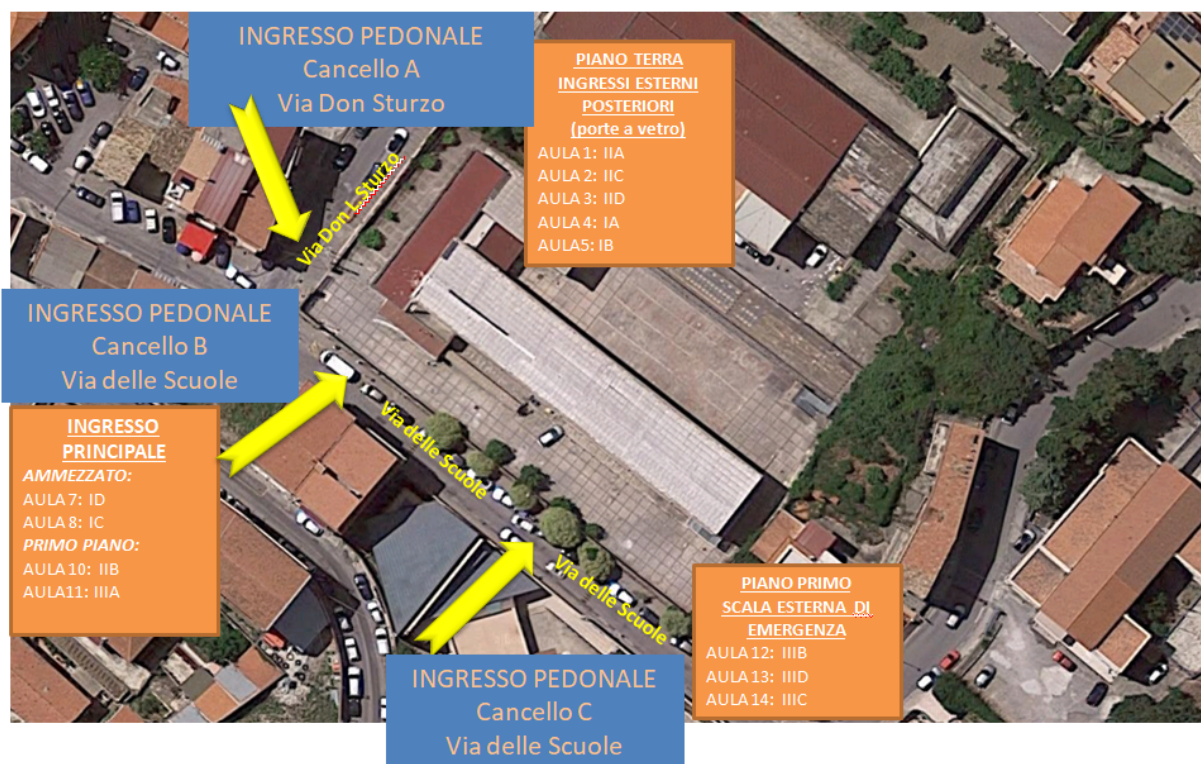 INGRESSO PEDONALE
Cancello A
Via Don Sturzo
PIANO TERRA
INGRESSI ESTERNI
POSTERIORI
(porte a vetro)
AULA 1: IIA
AULA 2: IIC
AULA 3: IID
AULA 4: IA
AULA5: IB
Via Don L.Sturzo
INGRESSO PEDONALE
Cancello B
Via delle Scuole
INGRESSO
PRINCIPALE
AMMEZZATO:
AULA 7: ID
AULA 8: IC
PRIMO PIANO:
AULA 10: IIB
AULA11: IIIA
Via delle Scuole
Via delle Scuole
PIANO PRIMO
SCALA ESTERNA DI
EMERGENZA
AULA 12: IIIB
AULA 13: IIID
AULA 14: IIIC
INGRESSO PEDONALE
Cancello C
Via delle Scuole